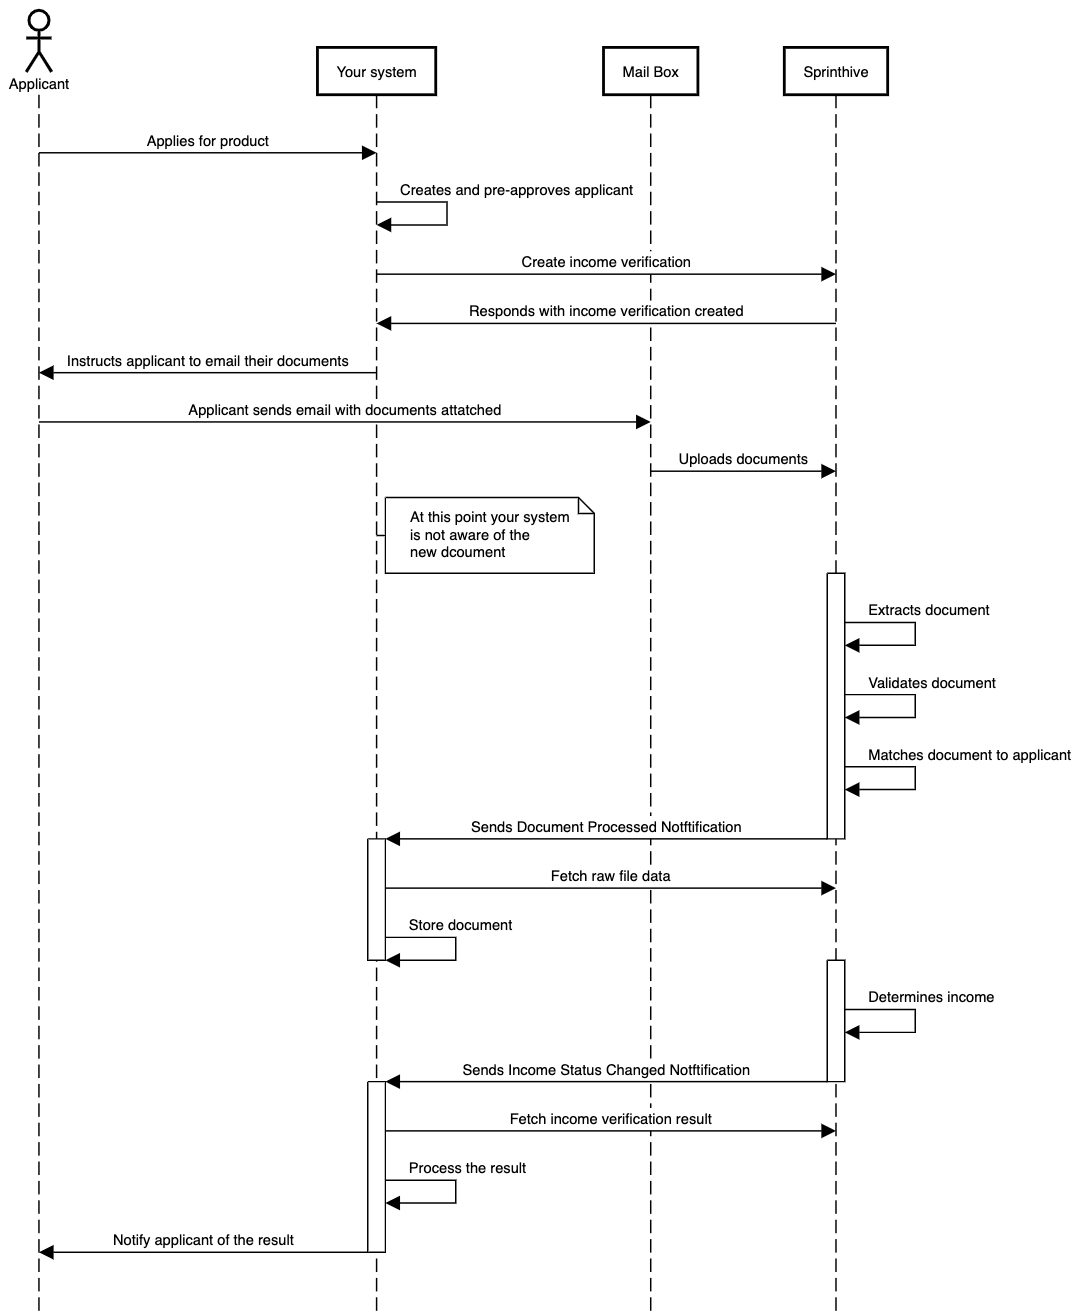 Applicant
Your system
Mail Box
Sprinthive
Applies for product
Creates and pre-approves applicant
Create income verification
Responds with income verification created
Instructs applicant to email their documents
Applicant sends email with documents attatched
Uploads documents
At this point your system
is not aware of the
new dcoument
Extracts document
Validates document
Matches document to applicant
Sends Document Processed Notftification
Fetch raw file data
Store document
Determines income
Sends Income Status Changed Notftification
Fetch income verification result
Process the result
Notify applicant of the result